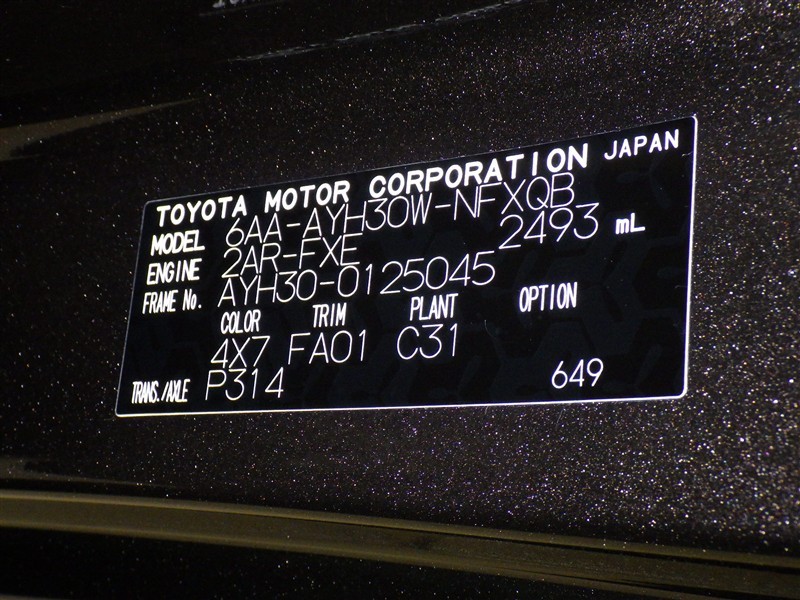 TOYOTA MOTOR CORPORATION JAPAN
MODEL 6AA-AYH30W-NFXQB
ENGINE 2AR-FXE 2493 mL
FRAME No. AYH30-0125045
COLOR TRIM PLANT OPTION
4X7 FA01 C31
TRANS./AXLE P314 649